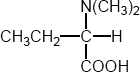 N(CH₃)₂
CH₃CH₂ H
COOH